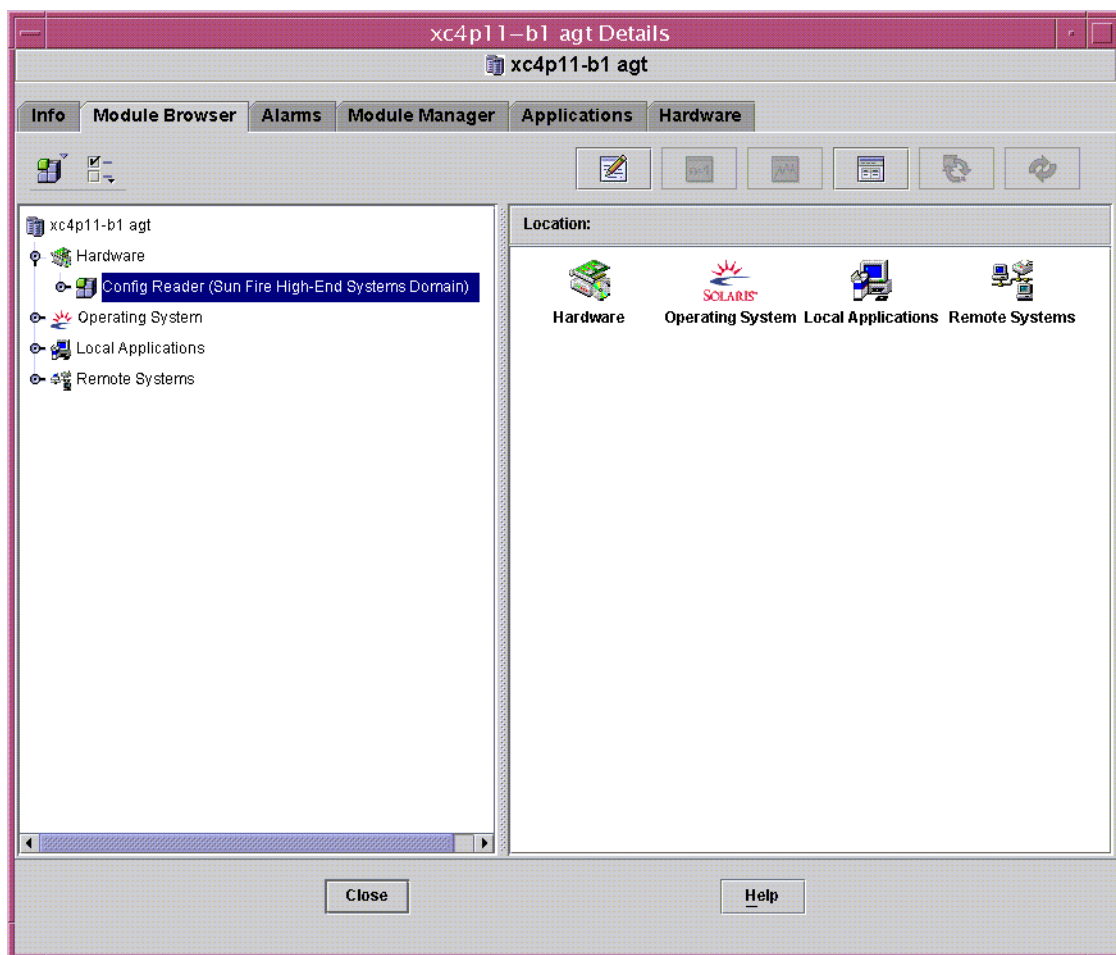 xc4p11-b1 agt Details
xc4p11-b1 agt
Info Module Browser Alarms Module Manager Applications Hardware
xc4p11-b1 agt
Hardware
Config Reader (Sun Fire High-End Systems Domain)
Operating System
Local Applications
Remote Systems
Location:
SOLARIS
Hardware Operating System Local Applications Remote Systems
Close Help